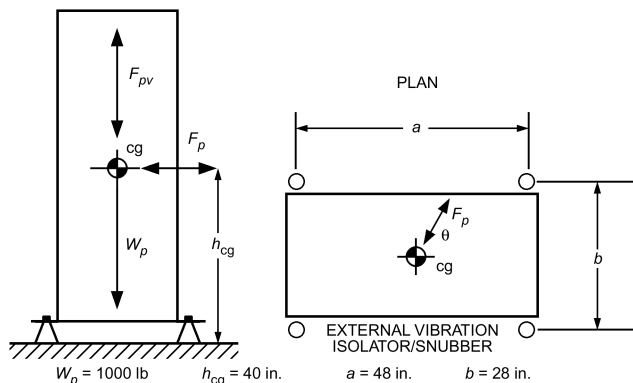 PLAN
F_pv
a
cg
F_p
F_p
θ
W_p
h_cg
cg
b
EXTERNAL VIBRATION
ISOLATOR/SNUBBER
W_p = 1000 lb h_cg = 40 in. a = 48 in. b = 28 in.